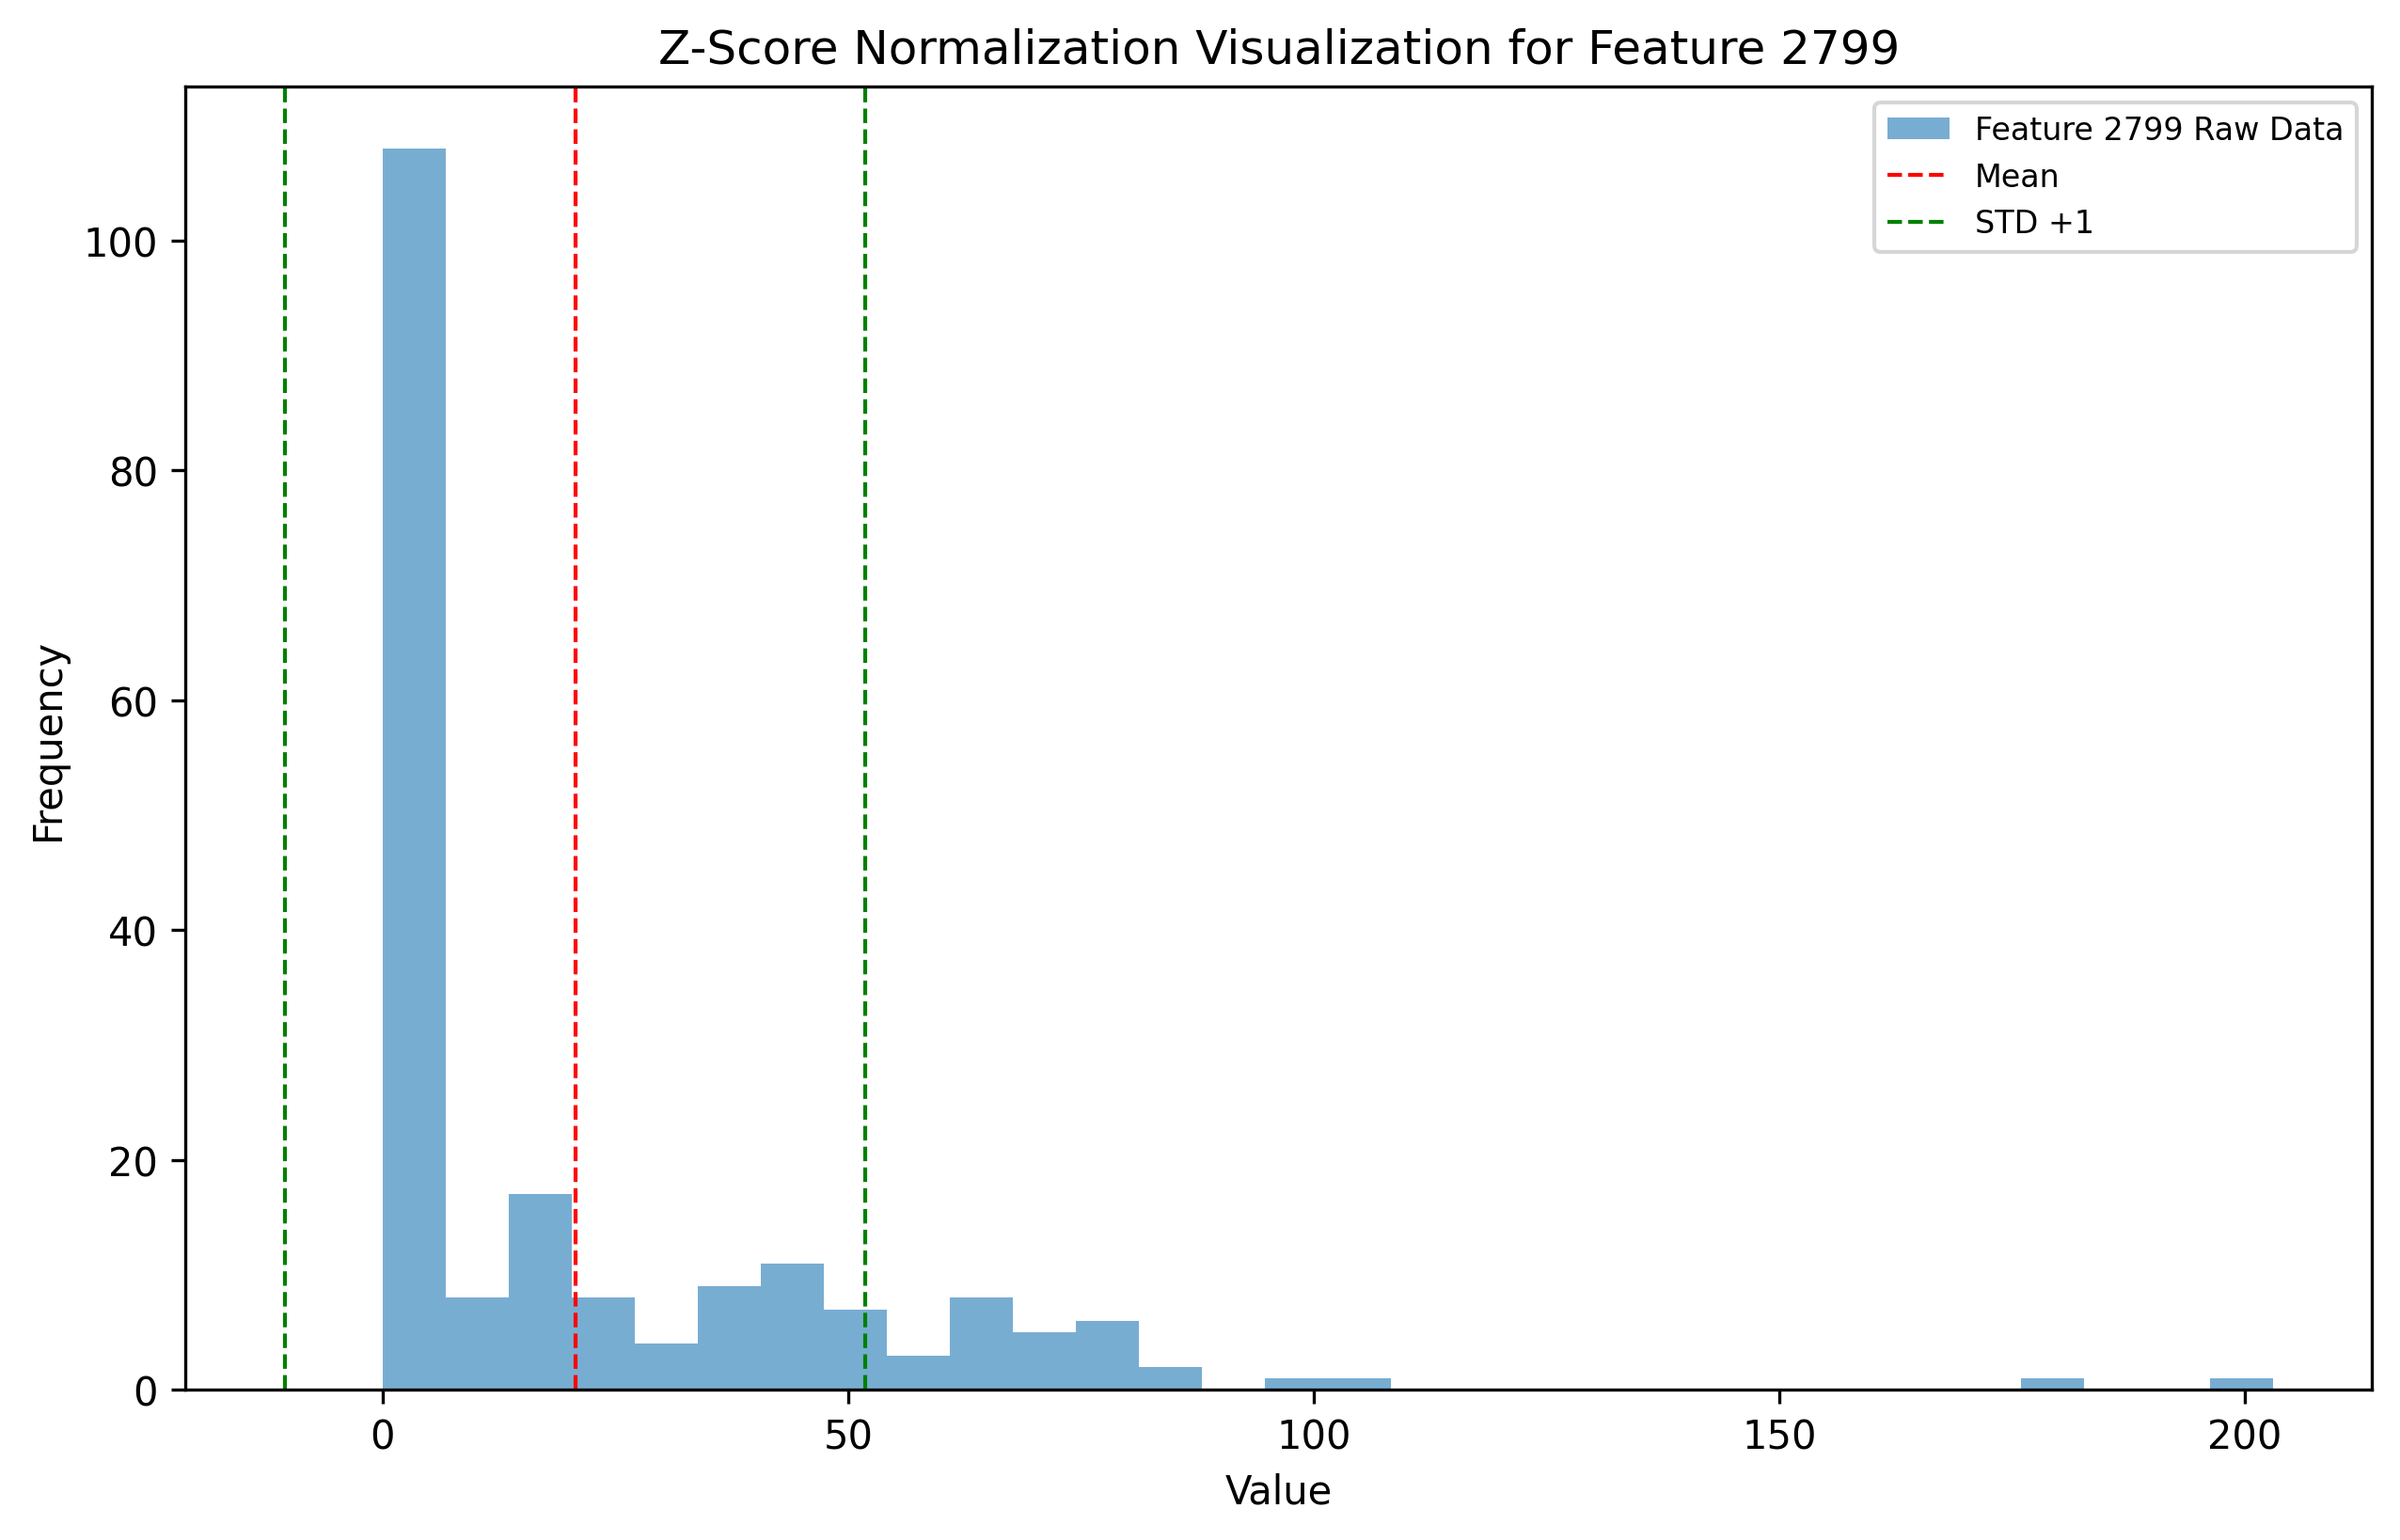 Z-Score Normalization Visualization for Feature 2799
Feature 2799 Raw Data
Mean
STD +1
100
80
60
40
20
0
Frequency
0 50 100 150 200
Value